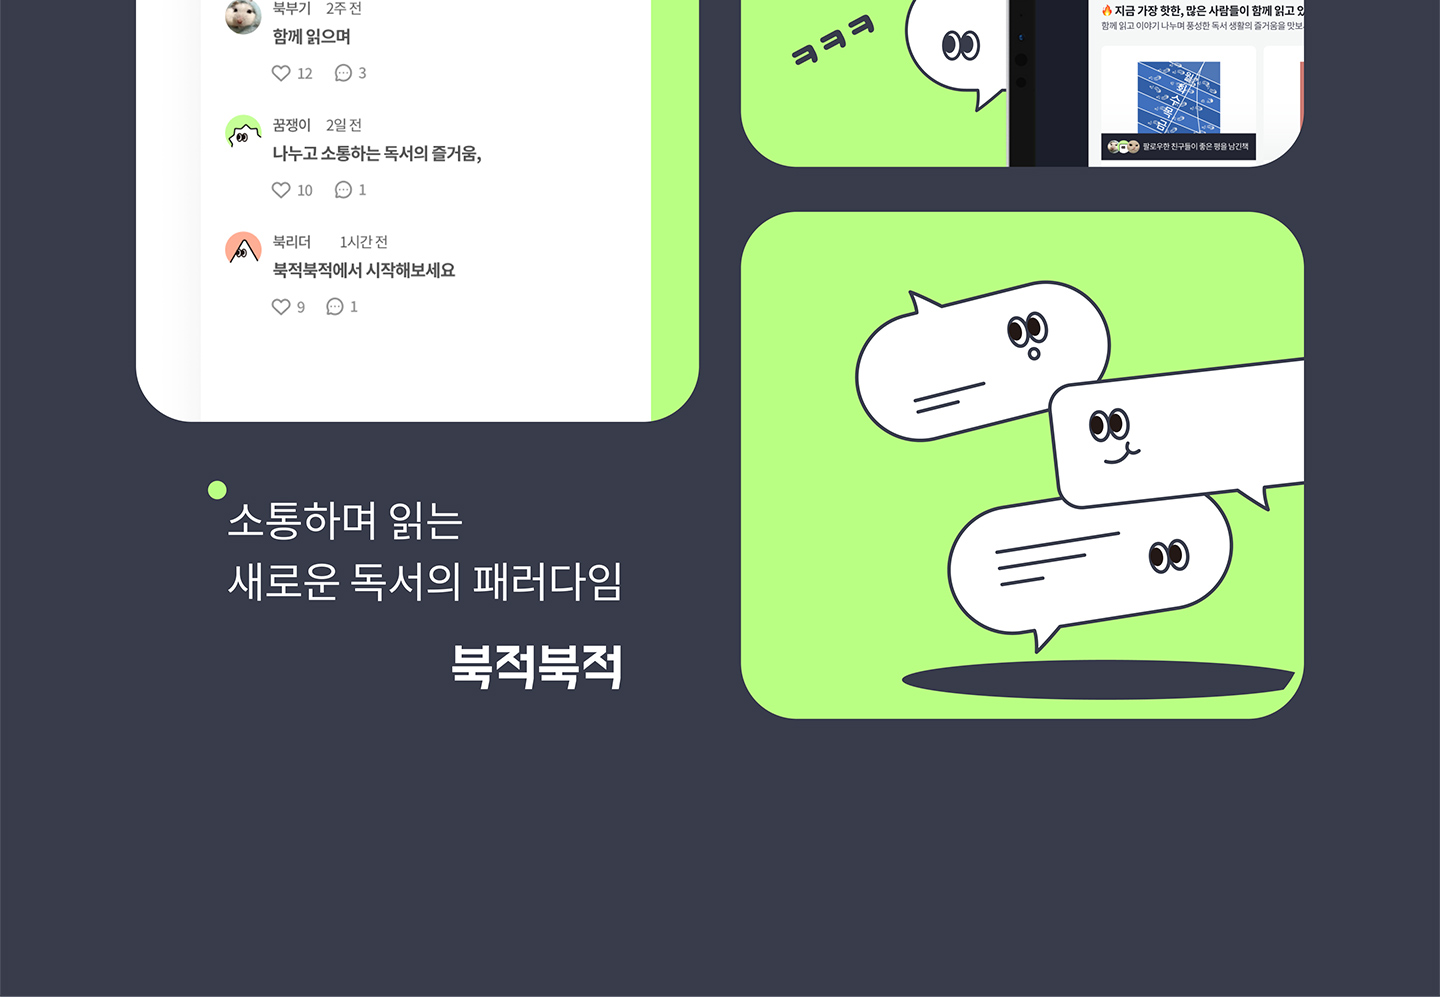 북부기 2주 전
함께 읽으며
12 3
꿈쟁이 2일 전
나누고 소통하는 독서의 즐거움,
10 1
북리더 1시간 전
북적북적에서 시작해보세요
9 1
소통하며 읽는
새로운 독서의 패러다임
북적북적
ㅋㅋㅋ
지금 가장 핫한, 많은 사람들이 함께 읽고 있
함께 읽고 이야기 나누며 풍성한 독서 생활의 즐거움을 맛보
월화수목금
팔로우한 친구들이 좋은 평을 남긴책